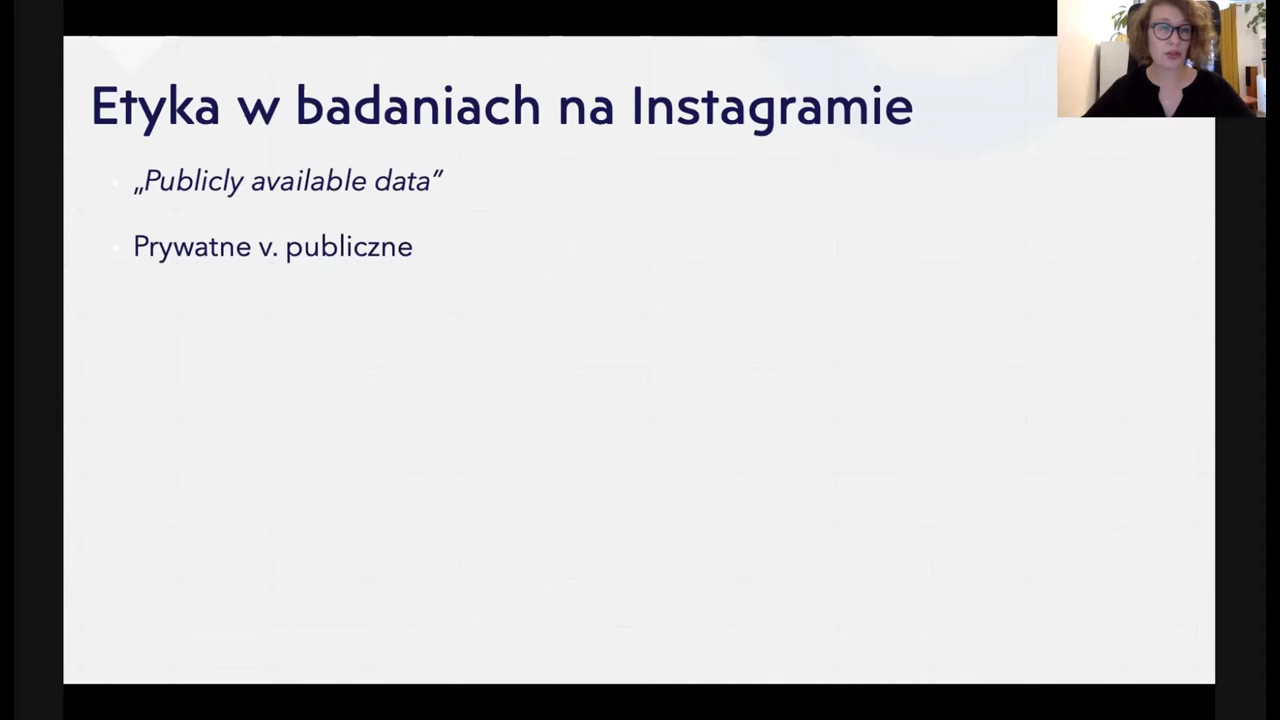 Etyka w badaniach na Instagramie
„Publicly available data”
Prywatne v. publiczne